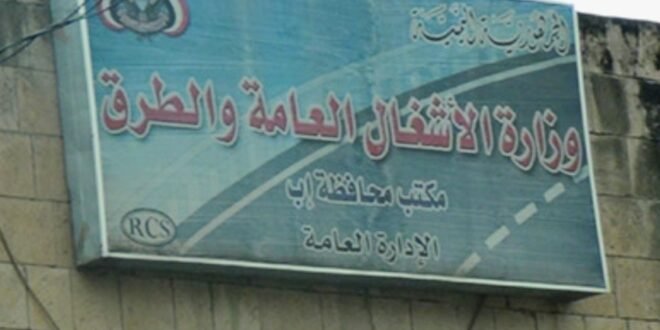 الجمهورية اليمنية
وزارة الأشغال العامة والطرق
مكتب محافظة إب
الإدارة العامة
RCS